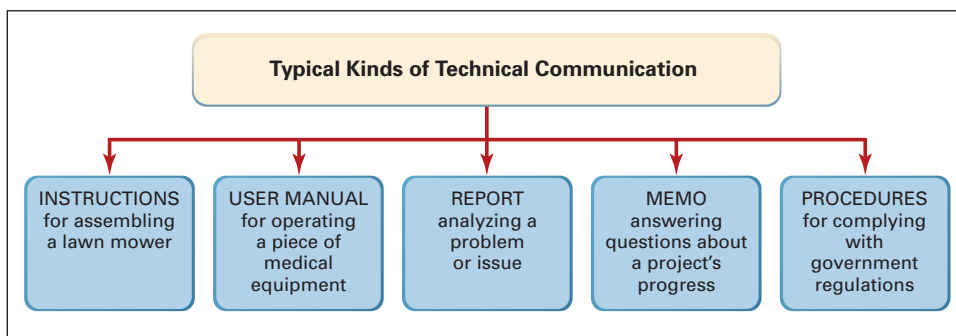 Typical Kinds of Technical Communication
INSTRUCTIONS
for assembling
a lawn mower
USER MANUAL
for operating
a piece of
medical
equipment
REPORT
analyzing a
problem
or issue
MEMO
answering
questions about
a project's
progress
PROCEDURES
for complying
with
government
regulations